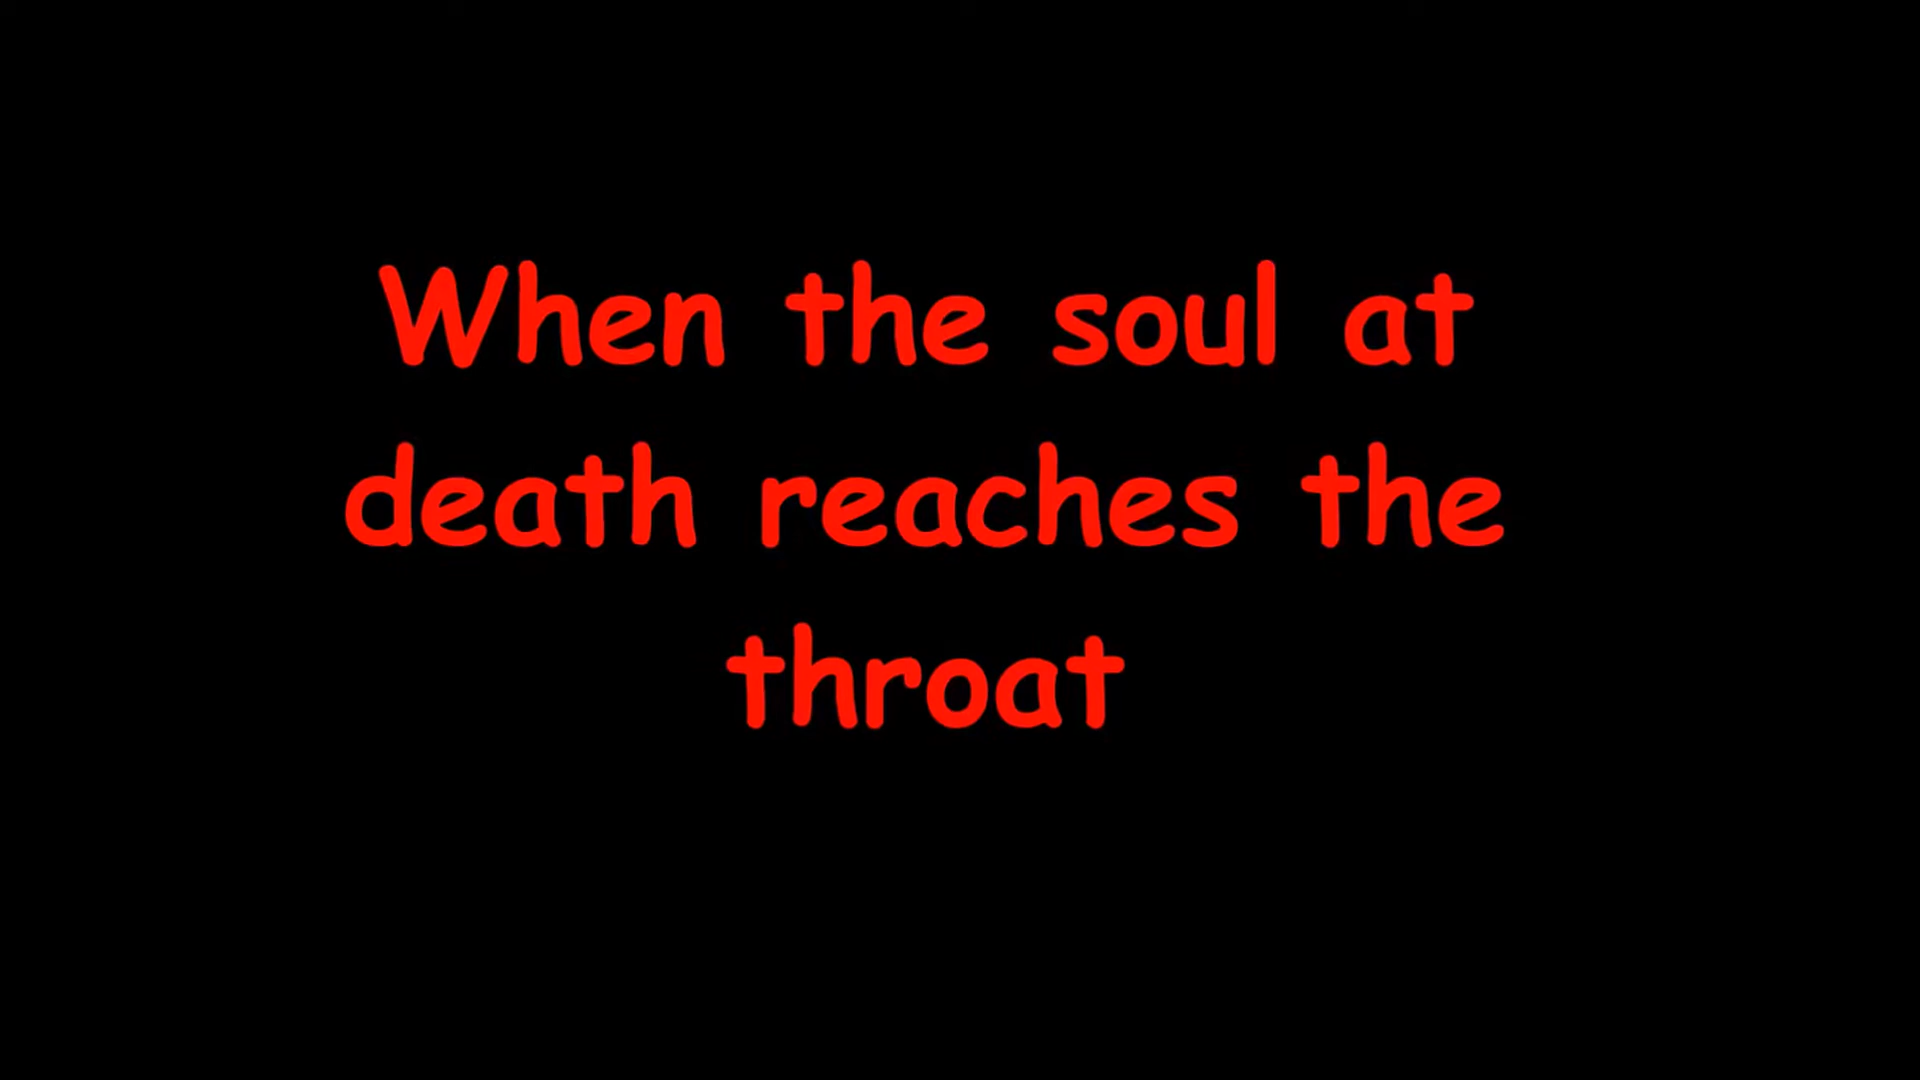 When the soul at
death reaches the
throat